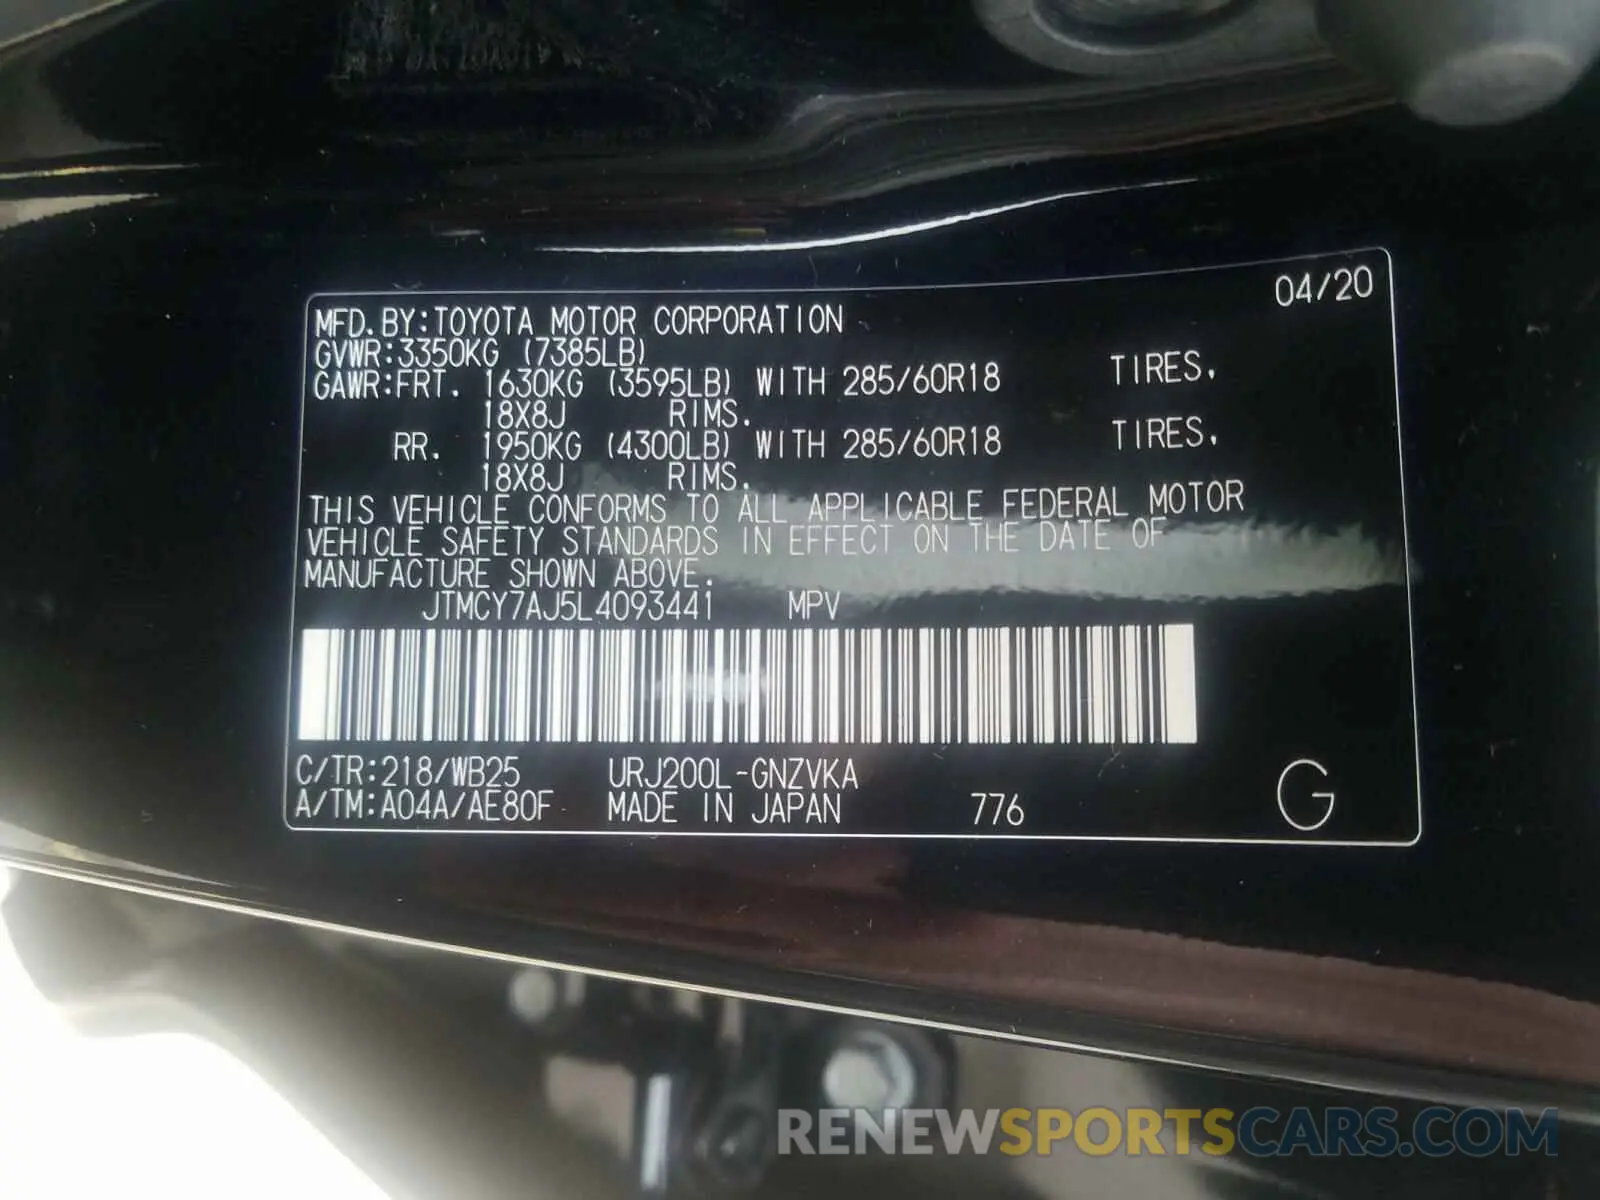 04/20
MFD.BY:TOYOTA MOTOR CORPORATION
GVWR:3350KG (7385LB)
GAWR:FRT. 1630KG (3595LB) WITH 285/60R18 TIRES.
18X8J RIMS.
RR. 1950KG (4300LB) WITH 285/60R18 TIRES.
18X8J RIMS.
THIS VEHICLE CONFORMS TO ALL APPLICABLE FEDERAL MOTOR
VEHICLE SAFETY STANDARDS IN EFFECT ON THE DATE OF
MANUFACTURE SHOWN ABOVE.
JTMCY7AJ5L4093441 MPV
C/TR:218/WB25 URJ200L-GNZVKA
A/TM:A04A/AE80F MADE IN JAPAN 776 G
RENEWSPORTSCARS.COM